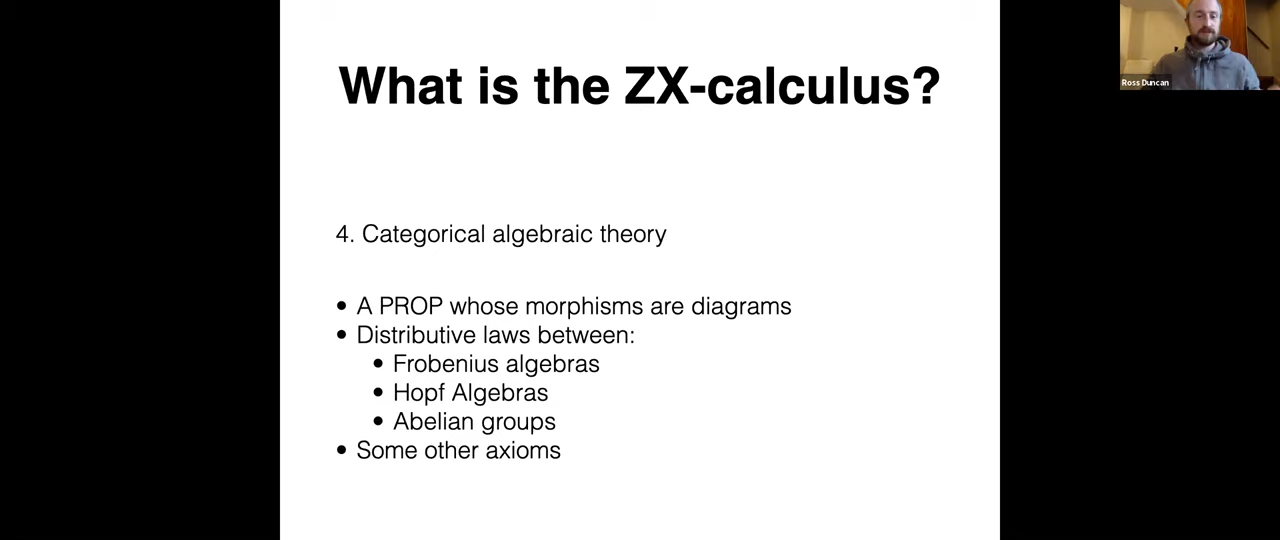 What is the ZX-calculus?
Ross Duncan
4. Categorical algebraic theory
• A PROP whose morphisms are diagrams
• Distributive laws between:
• Frobenius algebras
• Hopf Algebras
• Abelian groups
• Some other axioms